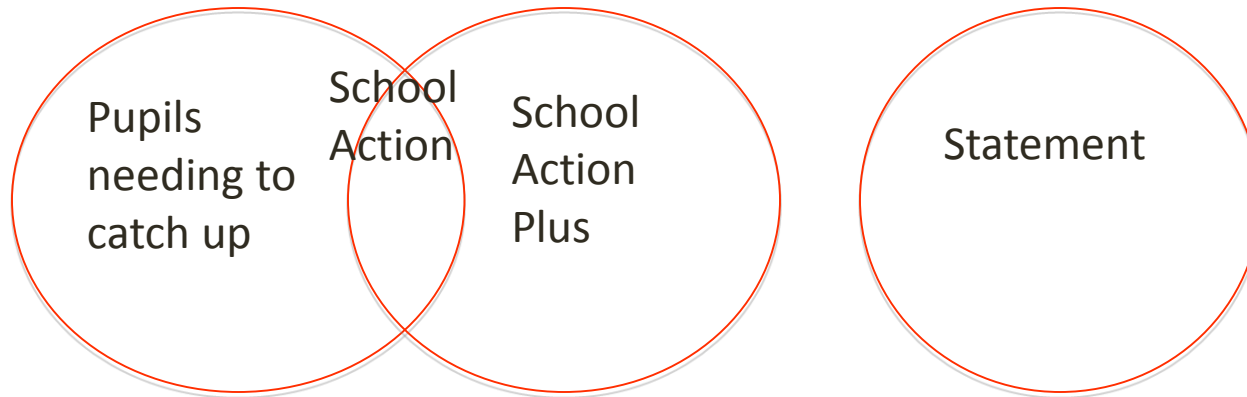 Pupils
needing to
catch up
School
Action
School
Action
Plus
Statement